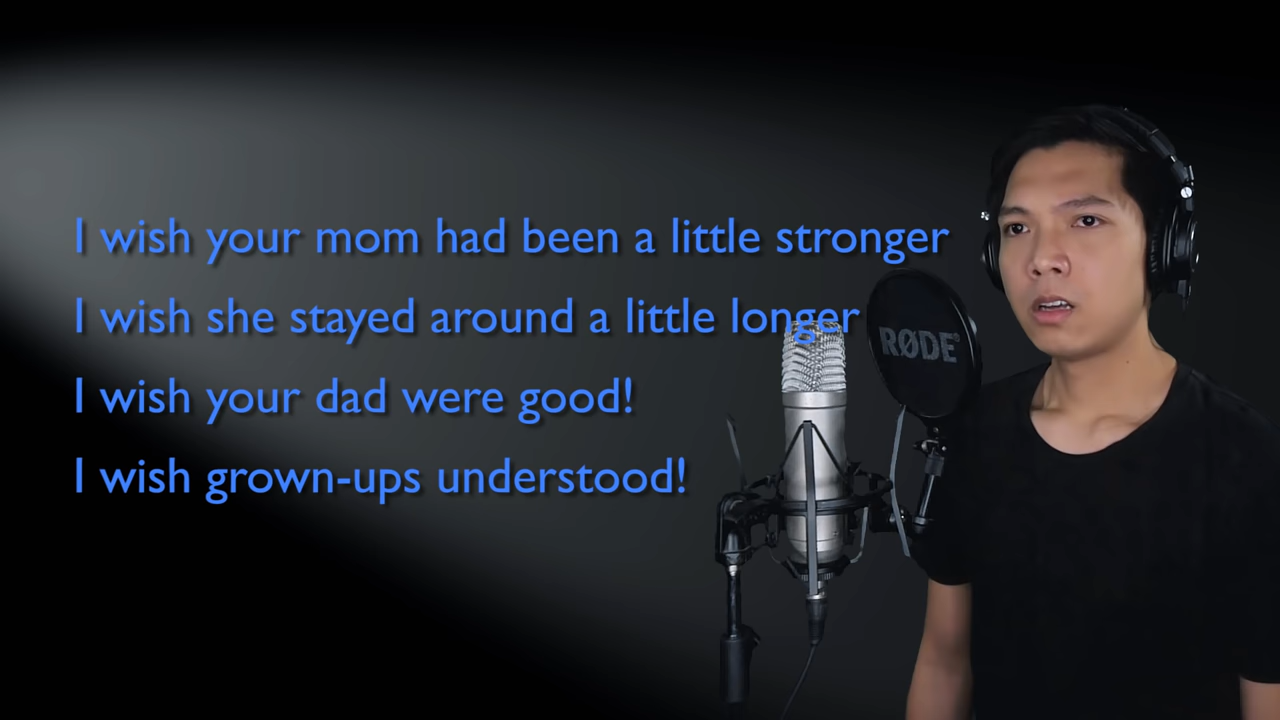 I wish your mom had been a little stronger
I wish she stayed around a little longer
I wish your dad were good!
I wish grown-ups understood!
RØDE